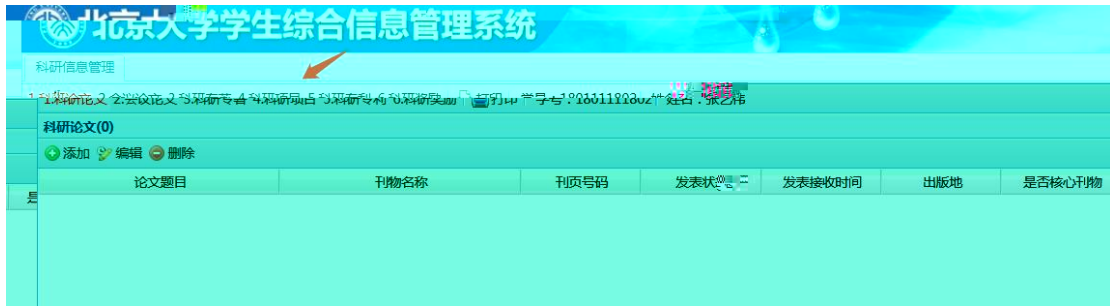 北京大学学生综合信息管理系统
科研信息管理
1.科研论文 2.会议论文 3.科研专著 4.科研项目 5.科研专利 6.科研奖励 打印 学号:
科研论文(0)
添加 编辑 删除
论文题目 刊物名称 刊页号码 发表状 发表接收时间 出版地 是否核心刊物
是